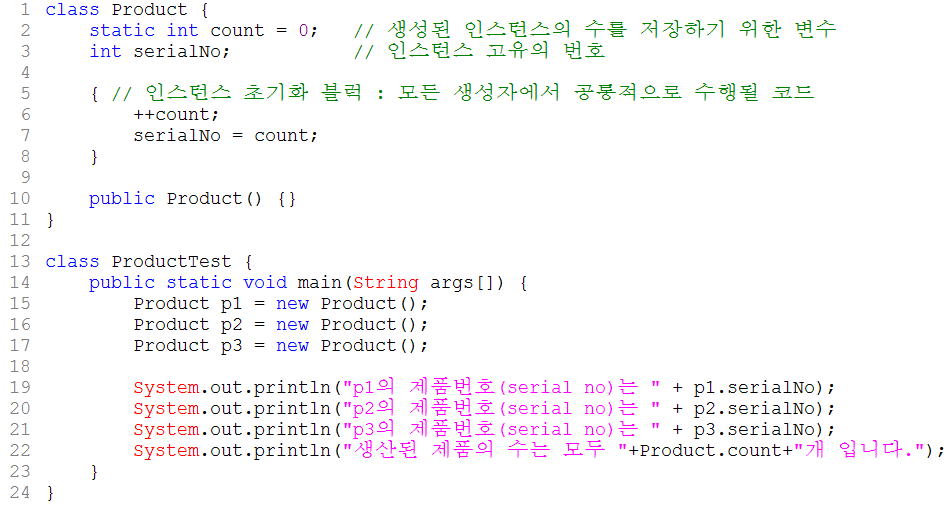 1 class Product {
2     static int count = 0;   // 생성된 인스턴스의 수를 저장하기 위한 변수
3     int serialNo;           // 인스턴스 고유의 번호
4
5     { // 인스턴스 초기화 블럭 : 모든 생성자에서 공통적으로 수행될 코드
6         ++count;
7         serialNo = count;
8     }
9
10     public Product() {}
11 }
12
13 class ProductTest {
14     public static void main(String args[]) {
15         Product p1 = new Product();
16         Product p2 = new Product();
17         Product p3 = new Product();
18
19         System.out.println("p1의 제품번호(serial no)는 " + p1.serialNo);
20         System.out.println("p2의 제품번호(serial no)는 " + p2.serialNo);
21         System.out.println("p3의 제품번호(serial no)는 " + p3.serialNo);
22         System.out.println("생산된 제품의 수는 모두 "+Product.count+"개 입니다.");
23     }
24 }